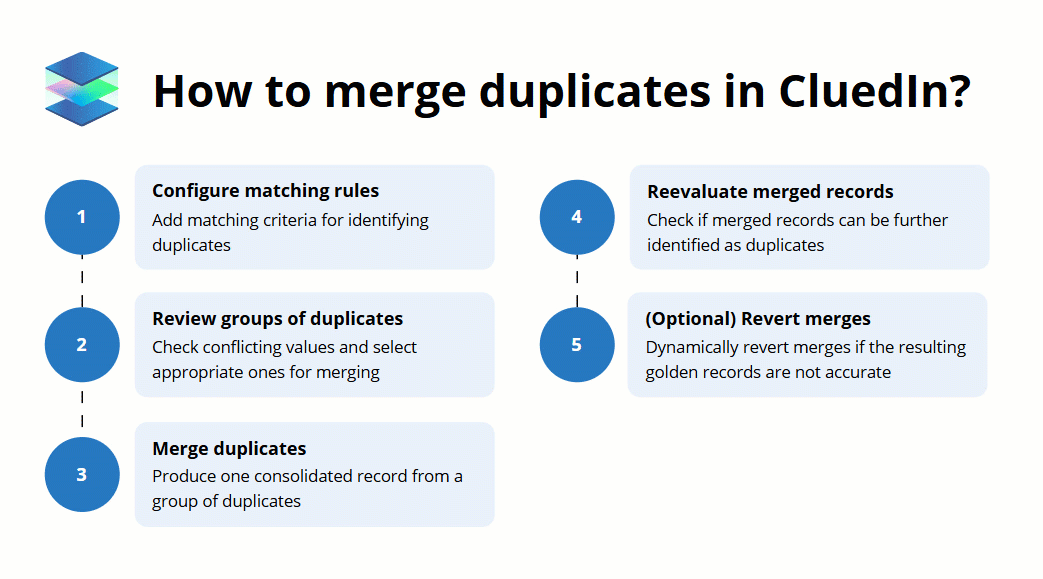 How to merge duplicates in CluedIn?
1
Configure matching rules
Add matching criteria for identifying
duplicates
2
Review groups of duplicates
Check conflicting values and select
appropriate ones for merging
3
Merge duplicates
Produce one consolidated record from a
group of duplicates
4
Reevaluate merged records
Check if merged records can be further
identified as duplicates
5
(Optional) Revert merges
Dynamically revert merges if the resulting
golden records are not accurate